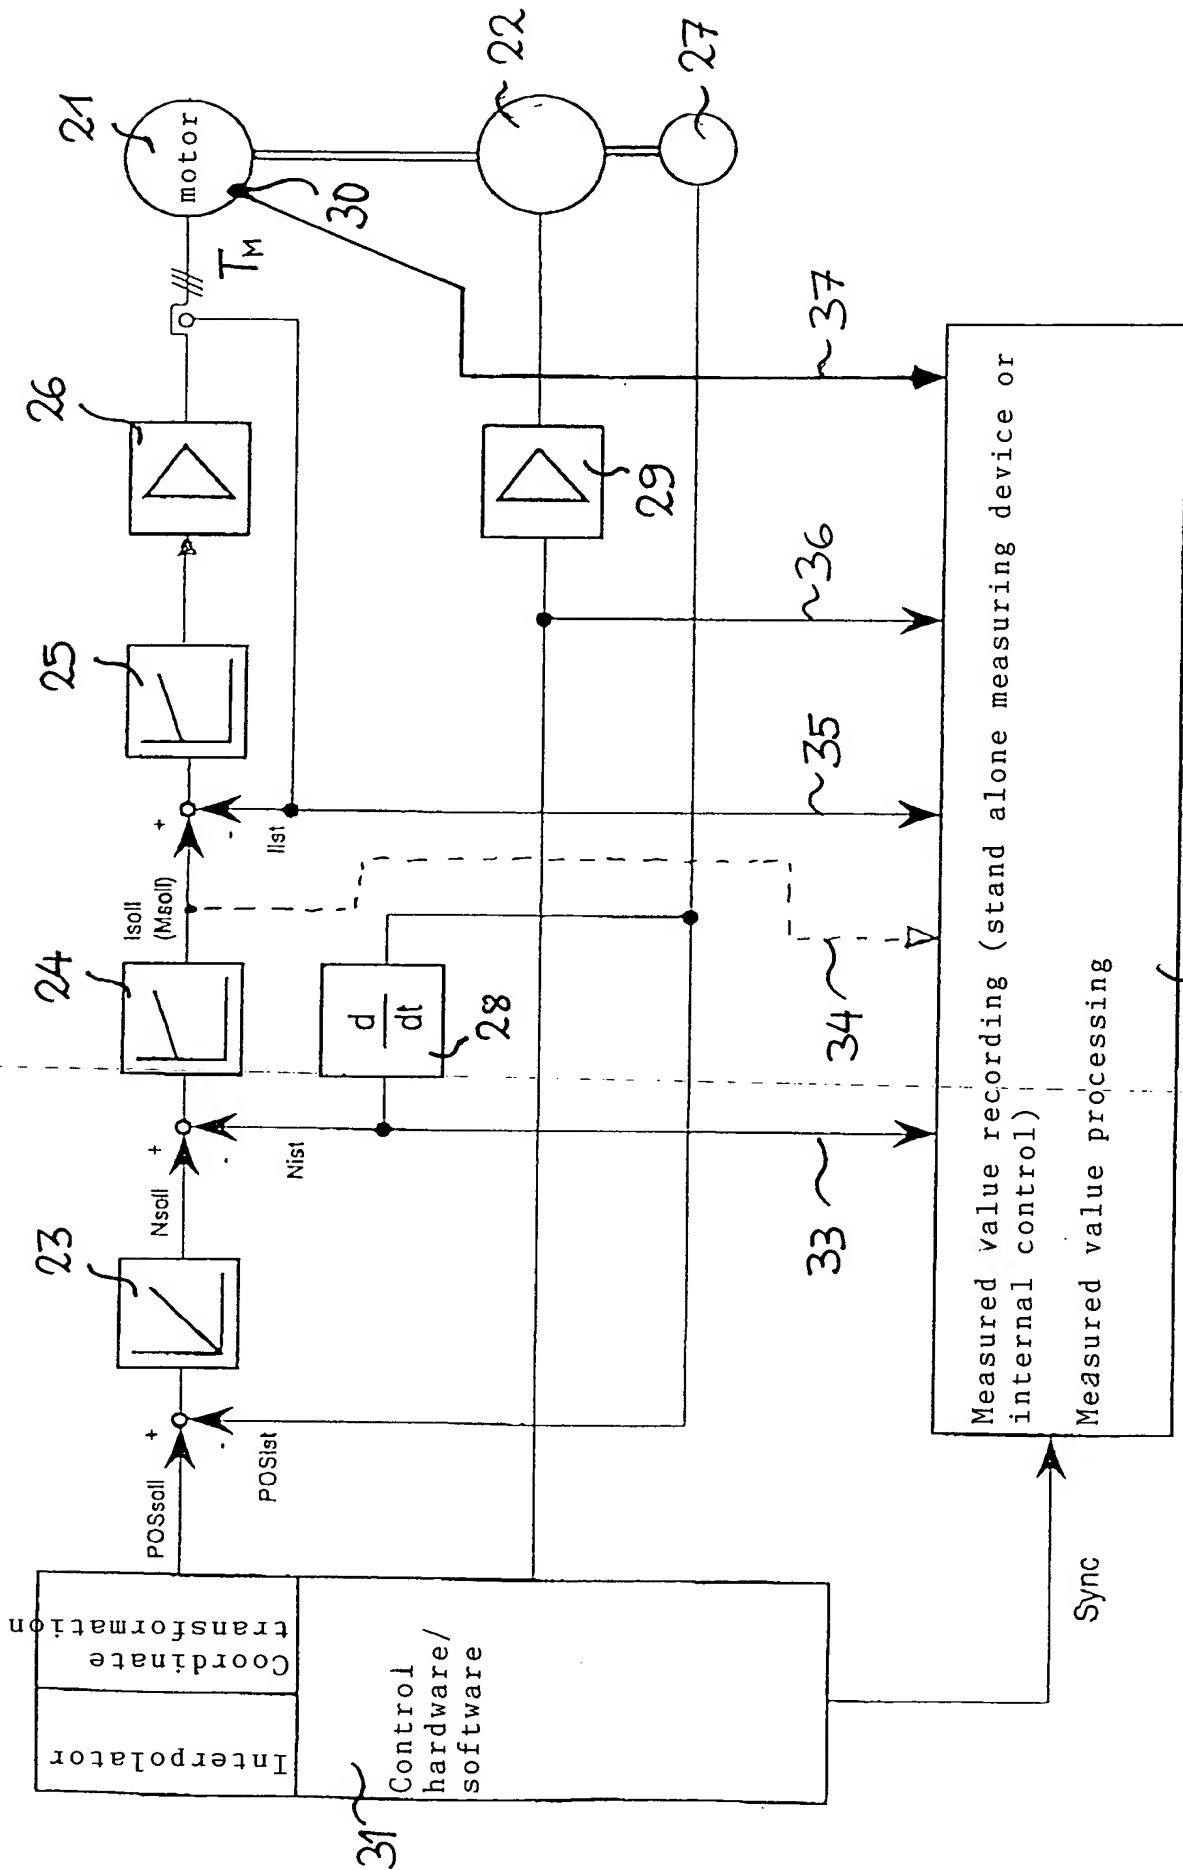 21
motor
22
27
30
TM
26
29
37
25
36
35
+
-
Iist
Isoll
(Msoll)
24
d
dt
28
34
+
-
Nist
Nsoll
33
23
+
-
POSsoll
POSist
Interpolator
Coordinate
transformation
Control
hardware/
software
31
Sync
Measured value recording (stand alone measuring device or
internal control)
Measured value processing